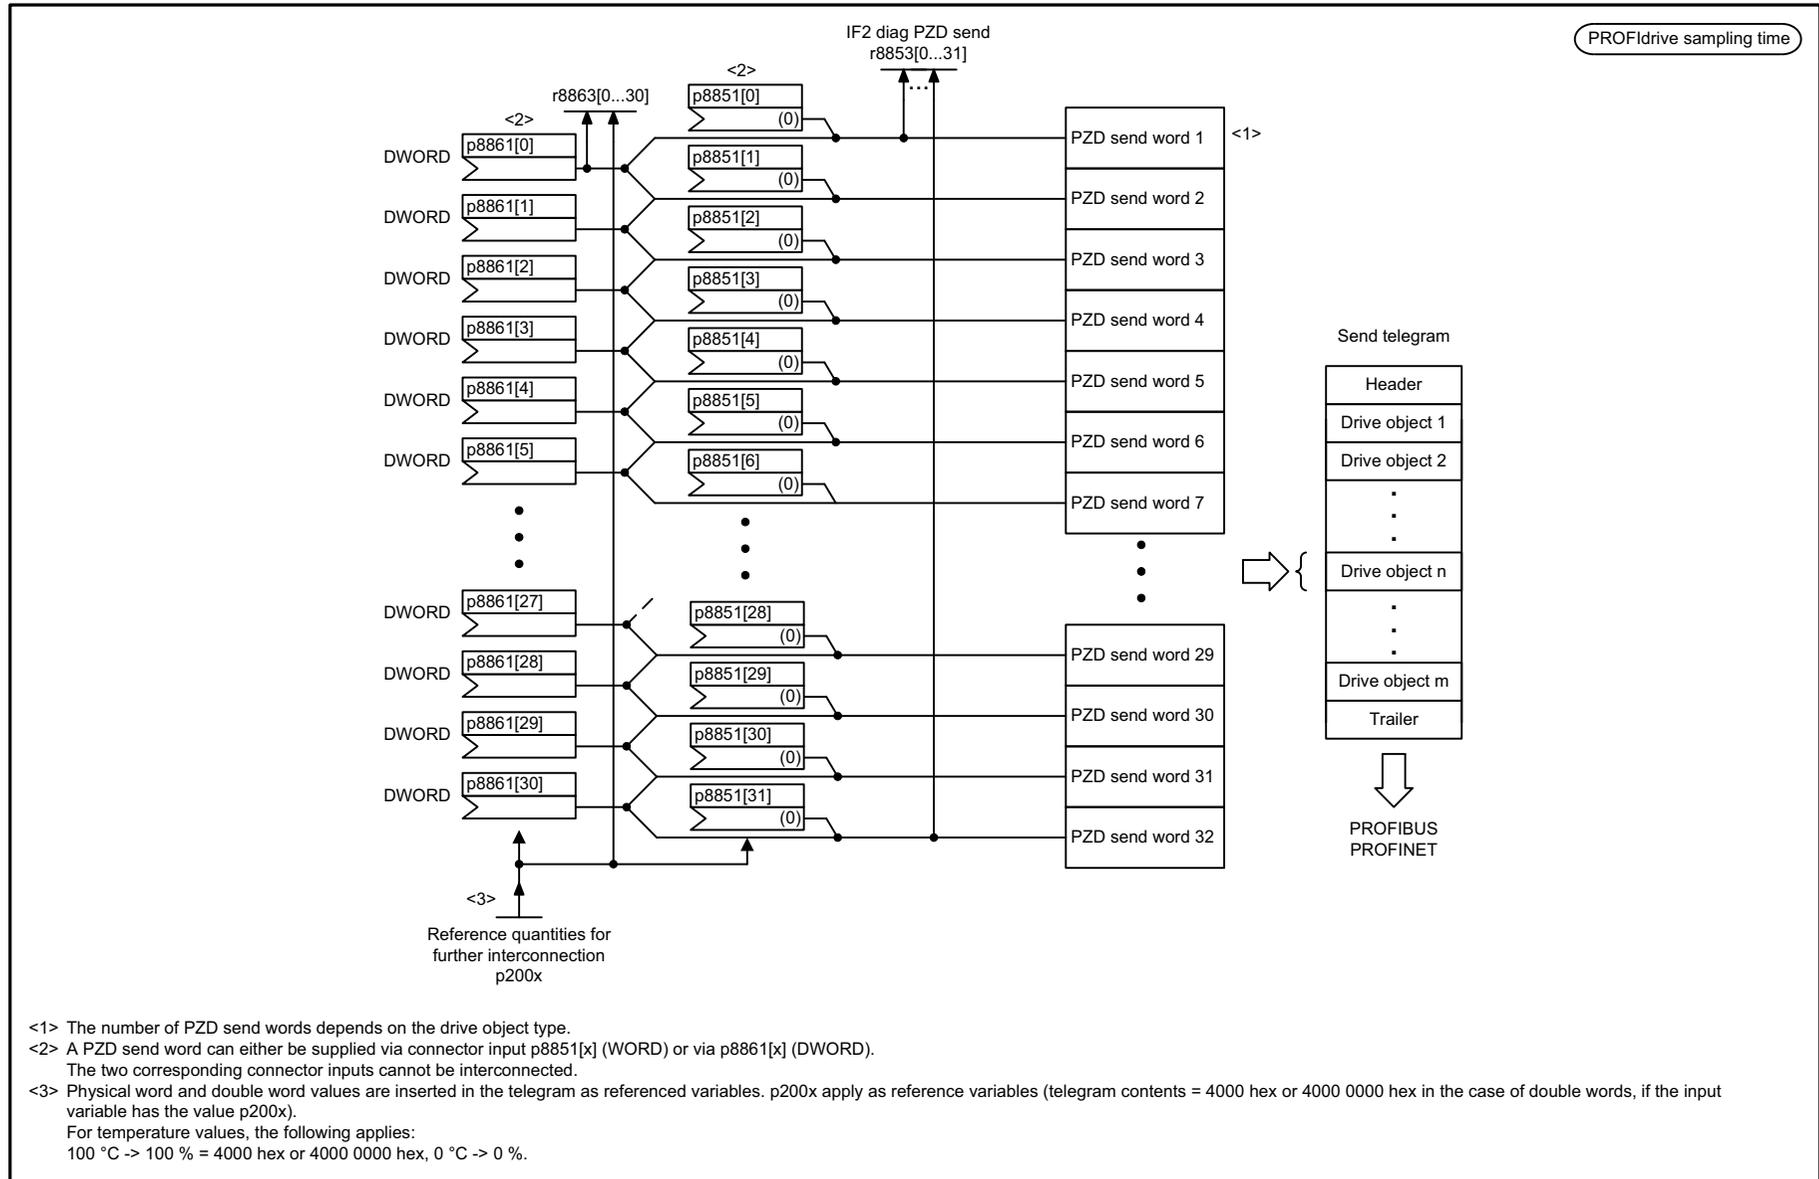 IF2 diag PZD send
r8853[0...31]
PROFIdrive sampling time
<2>
...
r8863[0...30]
p8851[0]
<2>
(0)
p8861[0]
PZD send word 1
<1>
DWORD
p8851[1]
(0)
p8861[1]
PZD send word 2
DWORD
p8851[2]
(0)
p8861[2]
PZD send word 3
DWORD
p8851[3]
(0)
p8861[3]
PZD send word 4
DWORD
p8851[4]
Send telegram
(0)
p8861[4]
PZD send word 5
Header
DWORD
p8851[5]
(0)
Drive object 1
p8861[5]
PZD send word 6
DWORD
p8851[6]
Drive object 2
(0)
PZD send word 7
Drive object n
p8861[27]
DWORD
p8851[28]
(0)
p8861[28]
PZD send word 29
DWORD
p8851[29]
Drive object m
(0)
p8861[29]
PZD send word 30
Trailer
DWORD
p8851[30]
(0)
p8861[30]
PZD send word 31
DWORD
p8851[31]
(0)
PZD send word 32
PROFIBUS
PROFINET
<3>
Reference quantities for
further interconnection
p200x
<1> The number of PZD send words depends on the drive object type.
<2> A PZD send word can either be supplied via connector input p8851[x] (WORD) or via p8861[x] (DWORD).
The two corresponding connector inputs cannot be interconnected.
<3> Physical word and double word values are inserted in the telegram as referenced variables. p200x apply as reference variables (telegram contents = 4000 hex or 4000 0000 hex in the case of double words, if the input
variable has the value p200x).
For temperature values, the following applies:
100 °C -> 100 % = 4000 hex or 4000 0000 hex, 0 °C -> 0 %.